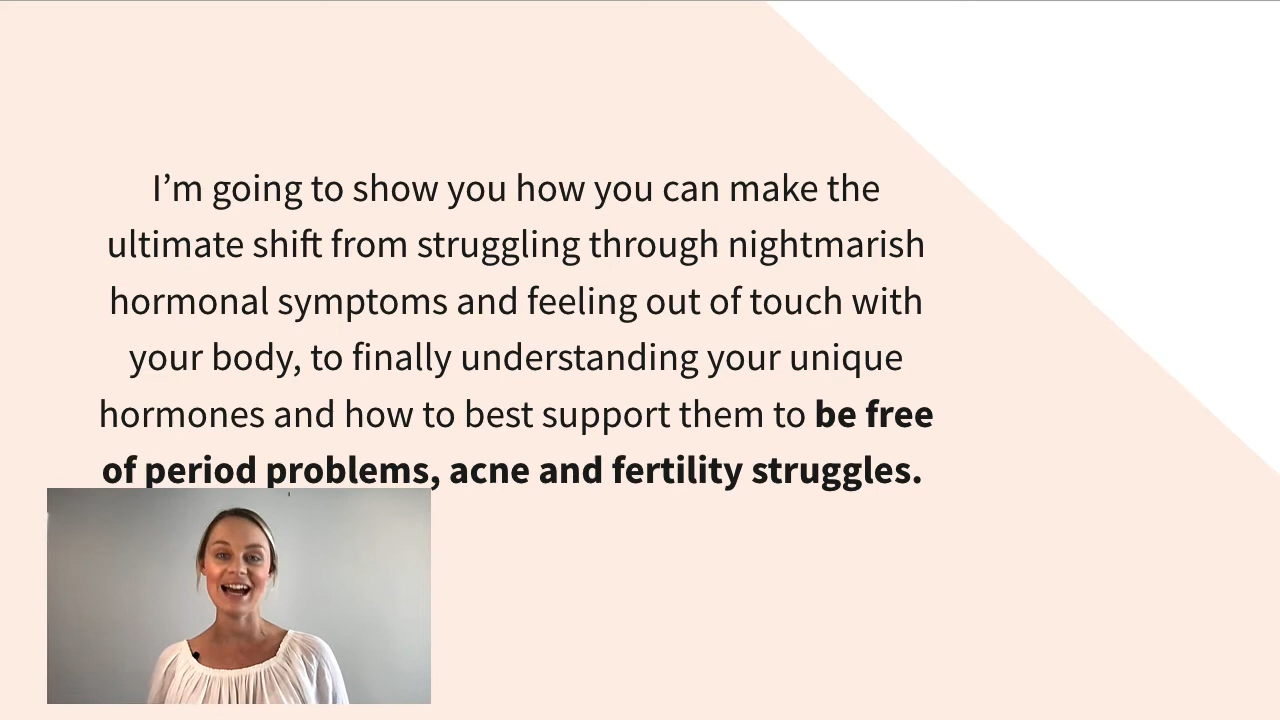 I’m going to show you how you can make the
ultimate shift from struggling through nightmarish
hormonal symptoms and feeling out of touch with
your body, to finally understanding your unique
hormones and how to best support them to be free
of period problems, acne and fertility struggles.